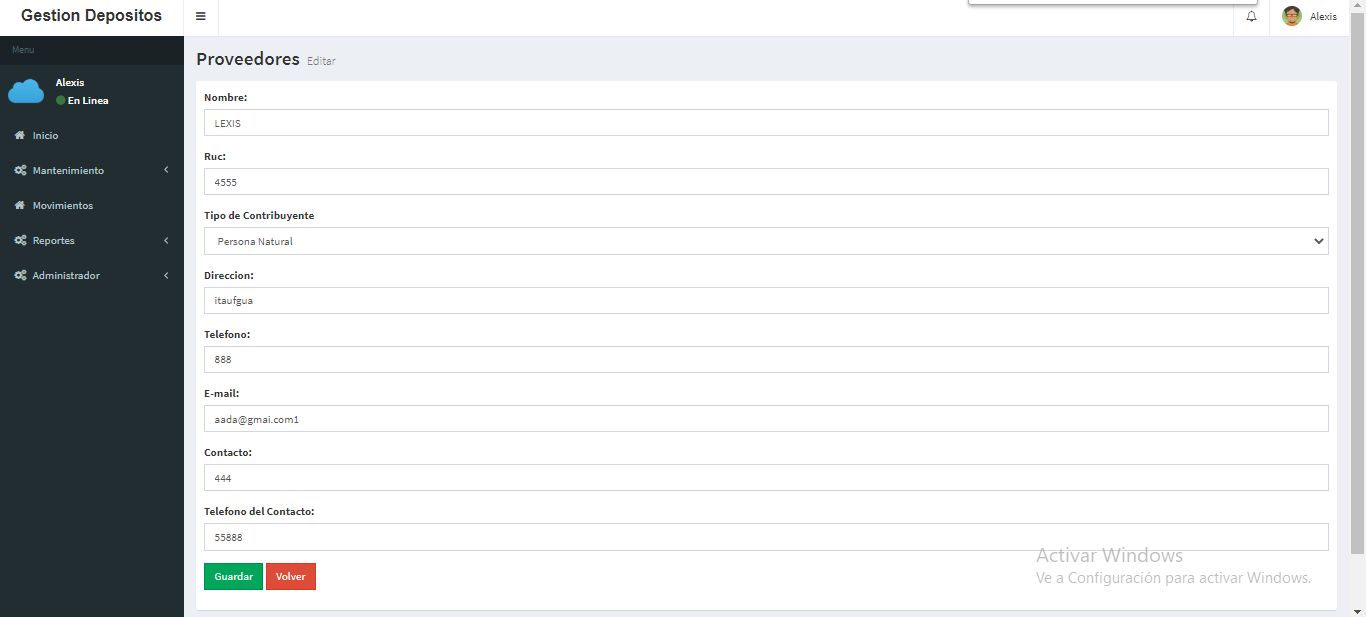 Gestion Depositos
Alexis
Menu
Alexis
En Linea
Inicio
Mantenimiento
Movimientos
Reportes
Administrador
Proveedores Editar
Nombre:
LEXIS
Ruc:
4555
Tipo de Contribuyente
Persona Natural
Direccion:
itaufgua
Telefono:
888
E-mail:
aada@gmai.com1
Contacto:
444
Telefono del Contacto:
55888
Guardar Volver
Activar Windows
Ve a Configuración para activar Windows.